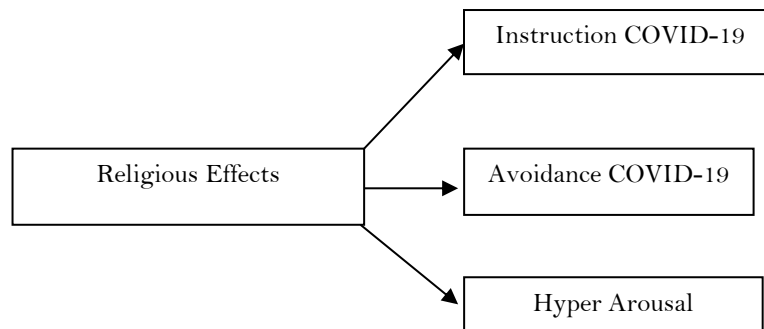 Instruction COVID-19
Religious Effects
Avoidance COVID-19
Hyper Arousal